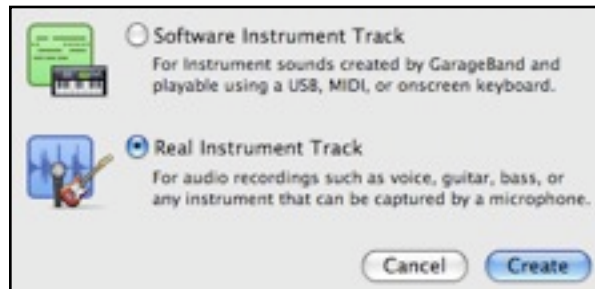 Software Instrument Track
For Instrument sounds created by GarageBand and
playable using a USB, MIDI, or onscreen keyboard.
Real Instrument Track
For audio recordings such as voice, guitar, bass, or
any instrument that can be captured by a microphone.
Cancel Create